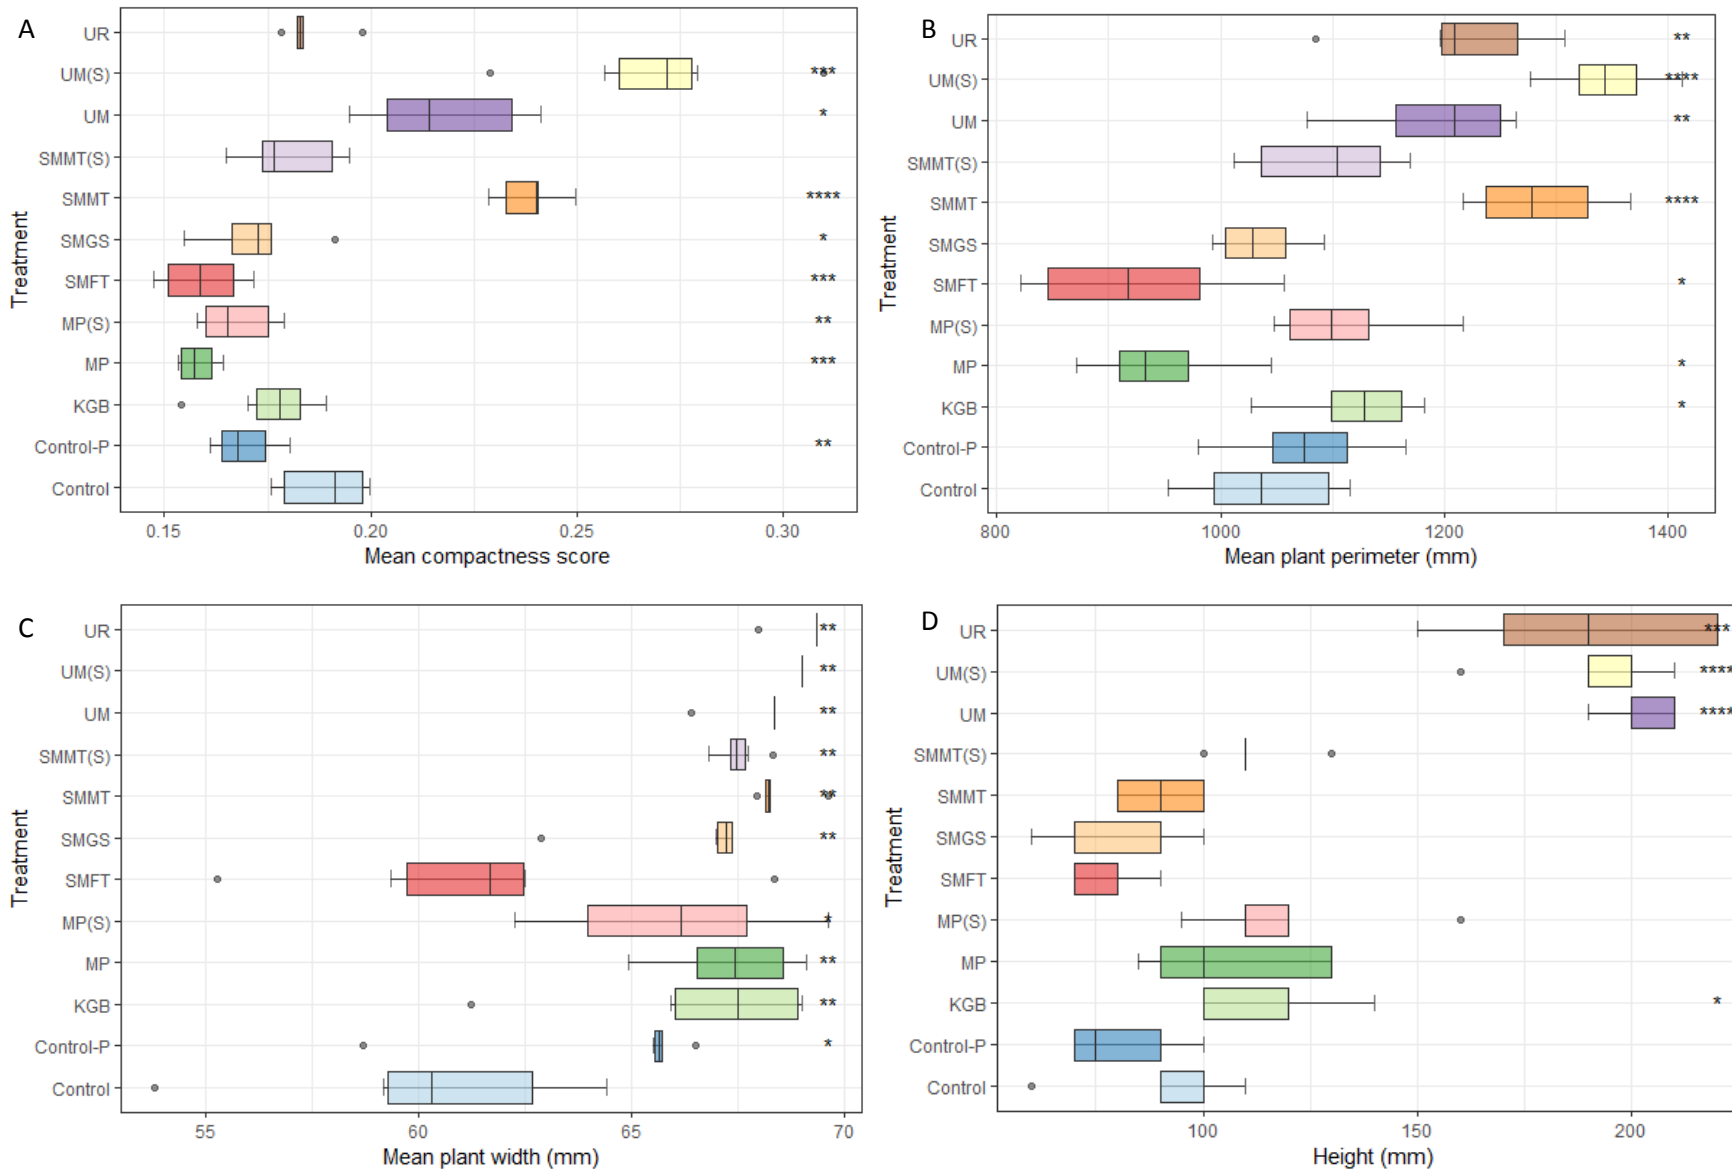 A
Treatment
UR
UM(S) ***
UM *
SMMT(S)
SMMT ****
SMGS *
SMFT ***
MP(S) **
MP ***
KGB
Control-P **
Control
0.15 0.20 0.25 0.30
Mean compactness score
B
Treatment
UR **
UM(S) ****
UM **
SMMT(S)
SMMT ****
SMGS
SMFT *
MP(S)
MP *
KGB *
Control-P
Control
800 1000 1200 1400
Mean plant perimeter (mm)
C
Treatment
UR **
UM(S) **
UM **
SMMT(S) **
SMMT **
SMGS **
SMFT
MP(S) *
MP **
KGB **
Control-P *
Control
55 60 65 70
Mean plant width (mm)
D
Treatment
UR ***
UM(S) ****
UM ****
SMMT(S)
SMMT
SMGS
SMFT
MP(S)
MP
KGB *
Control-P
Control
100 150 200
Height (mm)